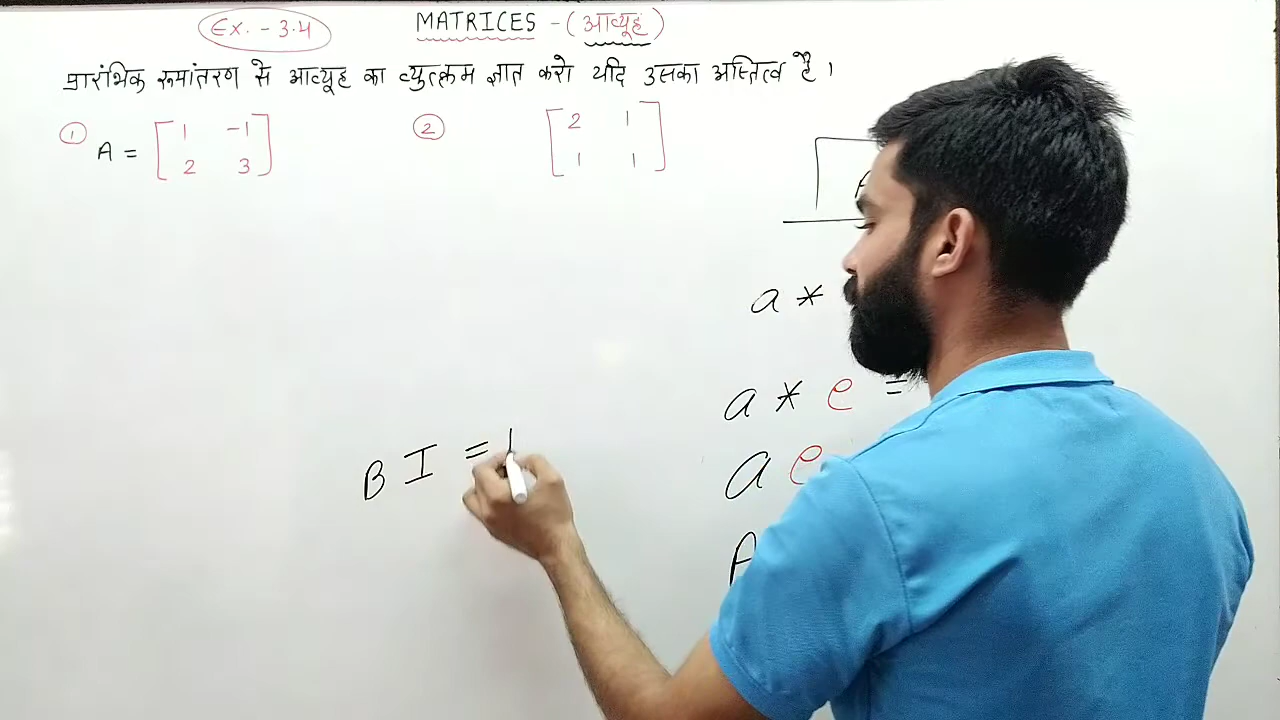 Ex. - 3.4 MATRICES - (आव्यूह)
प्रारंभिक रूपांतरण से आव्यूह का व्युत्क्रम ज्ञात करो यदि उसका अस्तित्व है।
① A = [ 1 -1 ② [ 2 1
2 3 ] 1 1 ]
a *
a * e =
B I =
a e
A